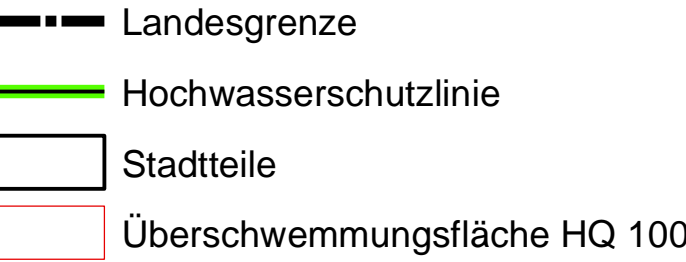 Landesgrenze
Hochwasserschutzlinie
Stadtteile
Überschwemmungsfläche HQ 100